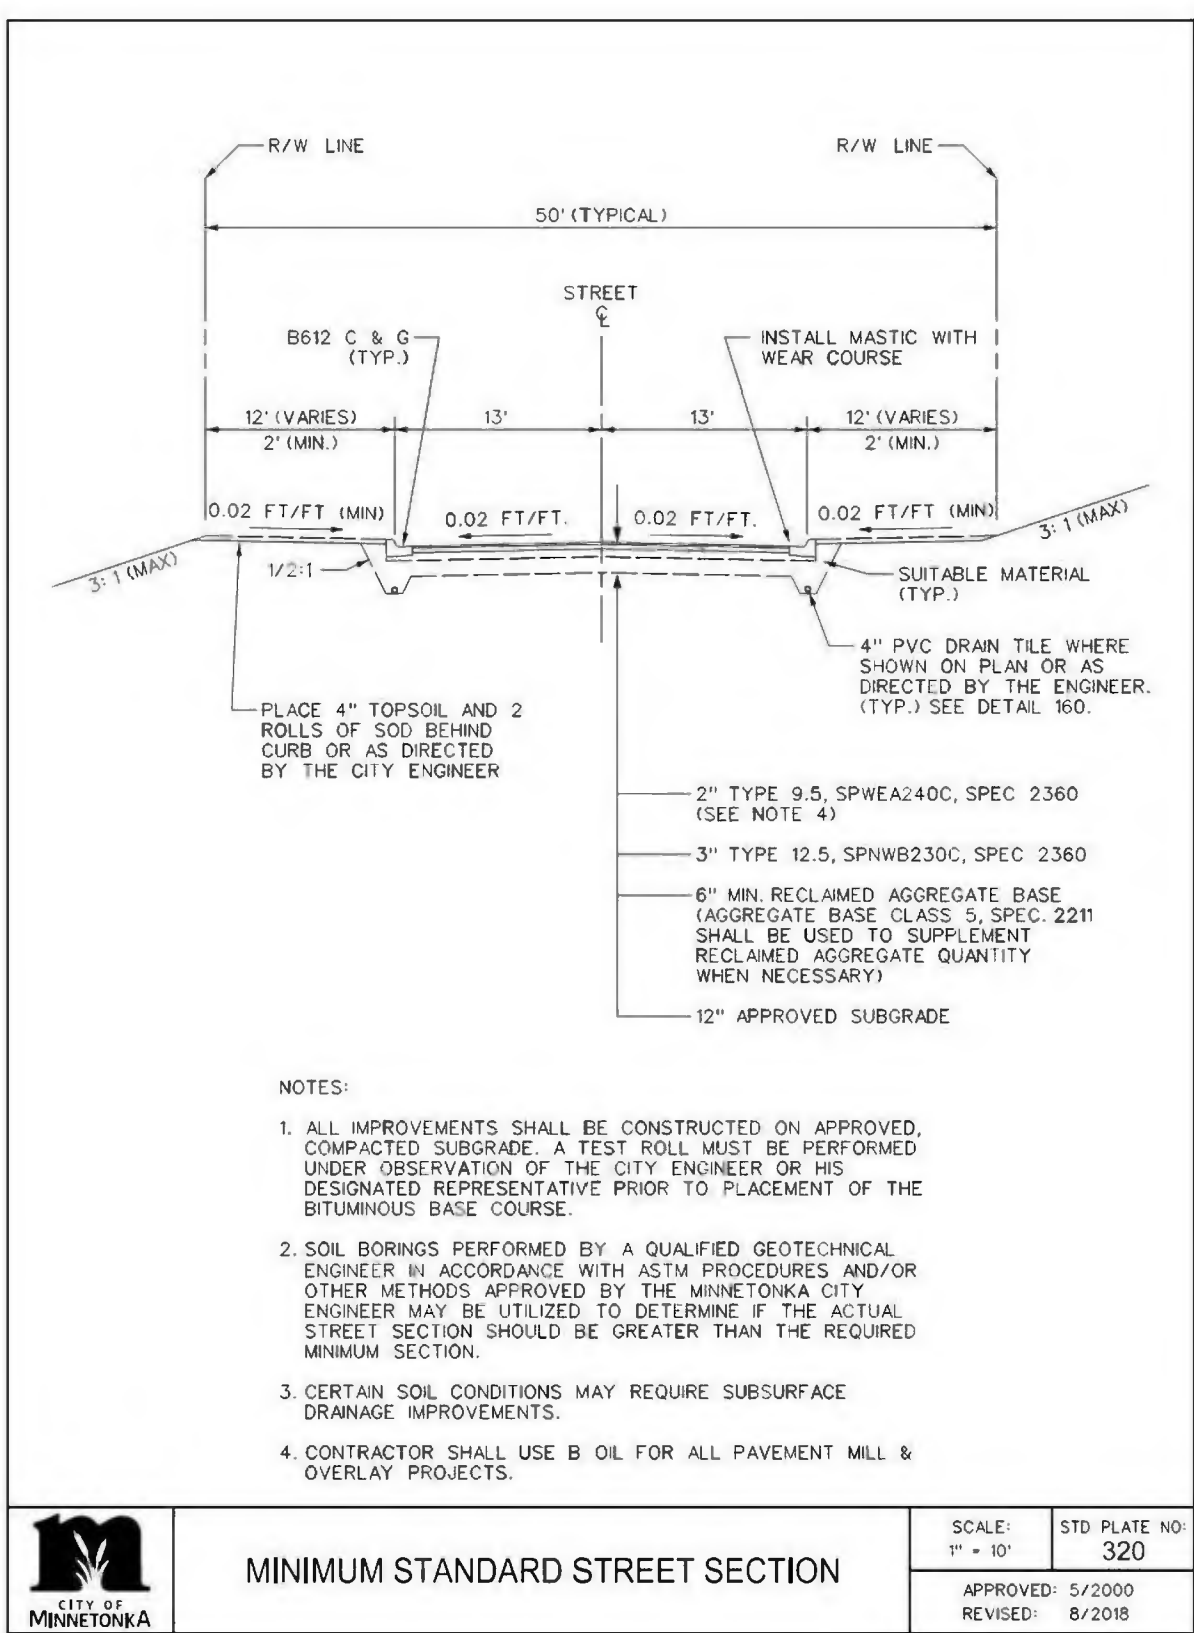 R/W LINE
R/W LINE
50' (TYPICAL)
STREET
℄
B612 C & G
(TYP.)
INSTALL MASTIC WITH
WEAR COURSE
12' (VARIES)
2' (MIN.)
13'
13'
12' (VARIES)
2' (MIN.)
0.02 FT/FT (MIN)
0.02 FT/FT.
0.02 FT/FT.
0.02 FT/FT (MIN)
3:1 (MAX)
3:1 (MAX)
1/2:1
SUITABLE MATERIAL
(TYP.)
4" PVC DRAIN TILE WHERE
SHOWN ON PLAN OR AS
DIRECTED BY THE ENGINEER.
(TYP.) SEE DETAIL 160.
PLACE 4" TOPSOIL AND 2
ROLLS OF SOD BEHIND
CURB OR AS DIRECTED
BY THE CITY ENGINEER
2" TYPE 9.5, SPWEA240C, SPEC 2360
(SEE NOTE 4)
3" TYPE 12.5, SPNWB230C, SPEC 2360
6" MIN. RECLAIMED AGGREGATE BASE
(AGGREGATE BASE CLASS 5, SPEC. 2211
SHALL BE USED TO SUPPLEMENT
RECLAIMED AGGREGATE QUANTITY
WHEN NECESSARY)
12" APPROVED SUBGRADE
NOTES:
1. ALL IMPROVEMENTS SHALL BE CONSTRUCTED ON APPROVED,
COMPACTED SUBGRADE. A TEST ROLL MUST BE PERFORMED
UNDER OBSERVATION OF THE CITY ENGINEER OR HIS
DESIGNATED REPRESENTATIVE PRIOR TO PLACEMENT OF THE
BITUMINOUS BASE COURSE.
2. SOIL BORINGS PERFORMED BY A QUALIFIED GEOTECHNICAL
ENGINEER IN ACCORDANCE WITH ASTM PROCEDURES AND/OR
OTHER METHODS APPROVED BY THE MINNETONKA CITY
ENGINEER MAY BE UTILIZED TO DETERMINE IF THE ACTUAL
STREET SECTION SHOULD BE GREATER THAN THE REQUIRED
MINIMUM SECTION.
3. CERTAIN SOIL CONDITIONS MAY REQUIRE SUBSURFACE
DRAINAGE IMPROVEMENTS.
4. CONTRACTOR SHALL USE B OIL FOR ALL PAVEMENT MILL &
OVERLAY PROJECTS.
m
CITY OF
MINNETONKA
MINIMUM STANDARD STREET SECTION
SCALE:
1" = 10'
STD PLATE NO:
320
APPROVED: 5/2000
REVISED: 8/2018